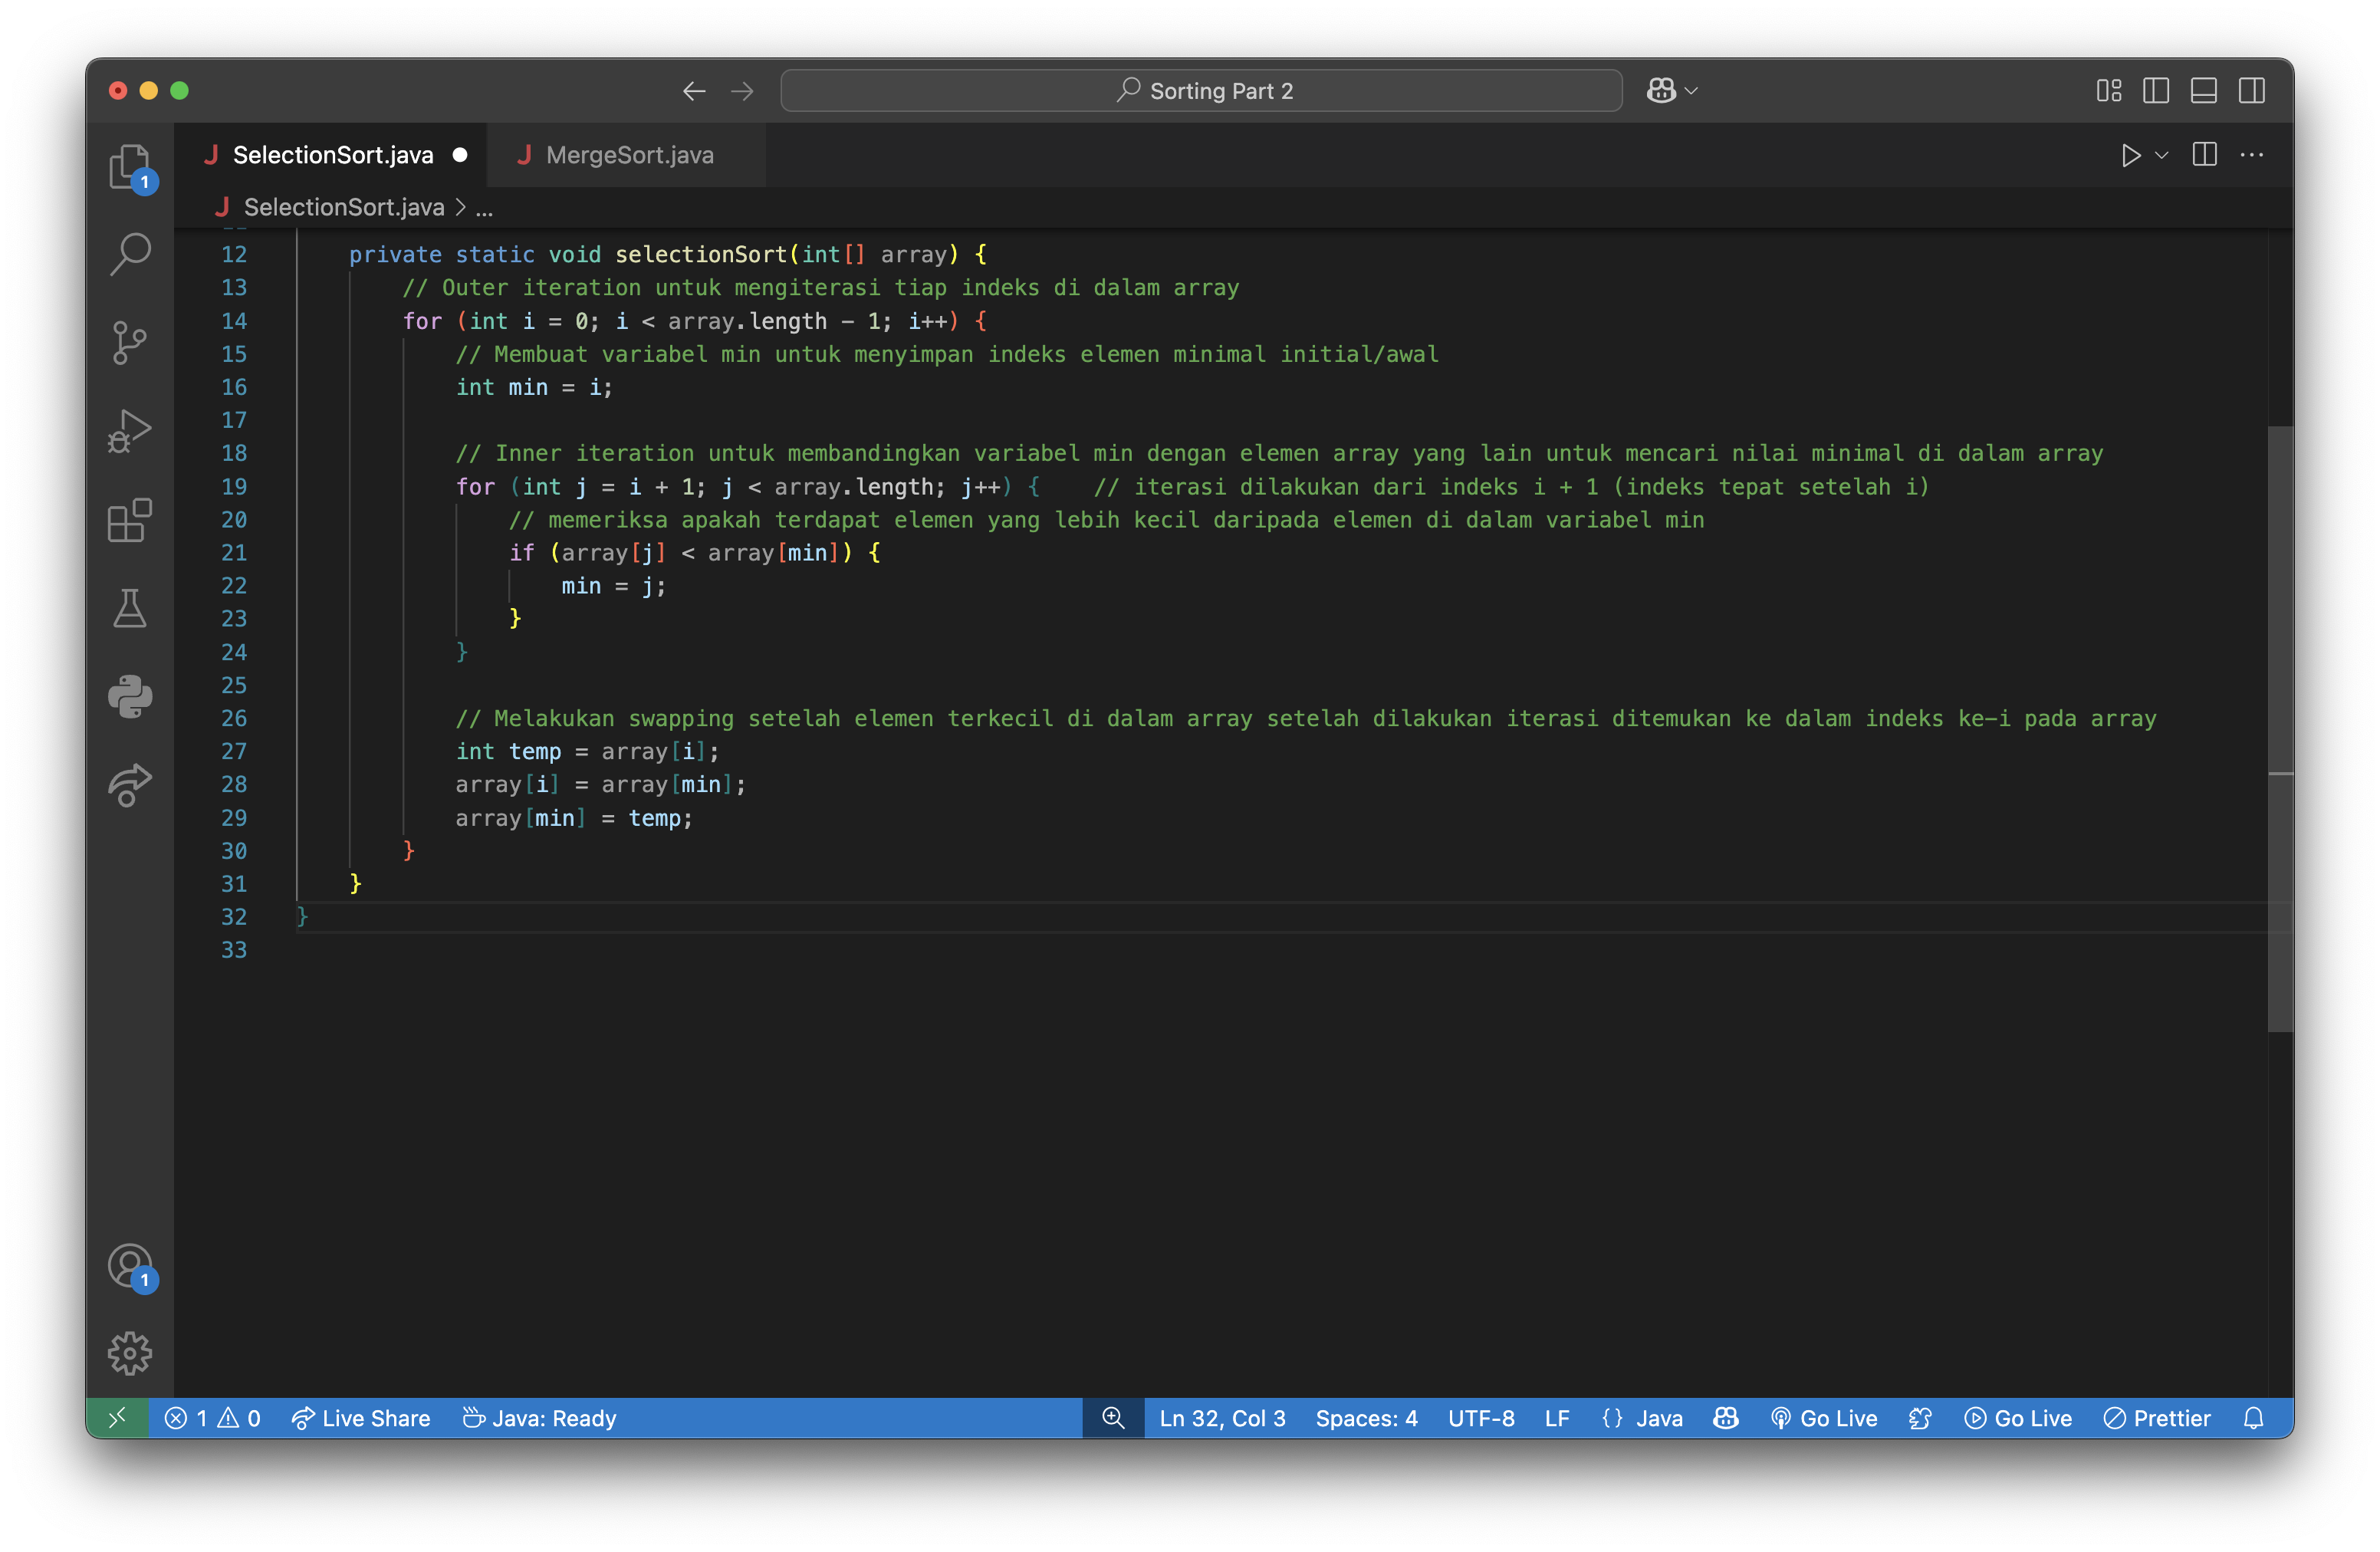 Sorting Part 2
SelectionSort.java
MergeSort.java
1
SelectionSort.java > ...
12 private static void selectionSort(int[] array) {
13 // Outer iteration untuk mengiterasi tiap indeks di dalam array
14 for (int i = 0; i < array.length - 1; i++) {
15 // Membuat variabel min untuk menyimpan indeks elemen minimal initial/awal
16 int min = i;
17
18 // Inner iteration untuk membandingkan variabel min dengan elemen array yang lain untuk mencari nilai minimal di dalam array
19 for (int j = i + 1; j < array.length; j++) { // iterasi dilakukan dari indeks i + 1 (indeks tepat setelah i)
20 // memeriksa apakah terdapat elemen yang lebih kecil daripada elemen di dalam variabel min
21 if (array[j] < array[min]) {
22 min = j;
23 }
24 }
25
26 // Melakukan swapping setelah elemen terkecil di dalam array setelah dilakukan iterasi ditemukan ke dalam indeks ke-i pada array
27 int temp = array[i];
28 array[i] = array[min];
29 array[min] = temp;
30 }
31 }
32 }
33
1
1 0 Live Share Java: Ready Ln 32, Col 3 Spaces: 4 UTF-8 LF {} Java Go Live Go Live Prettier